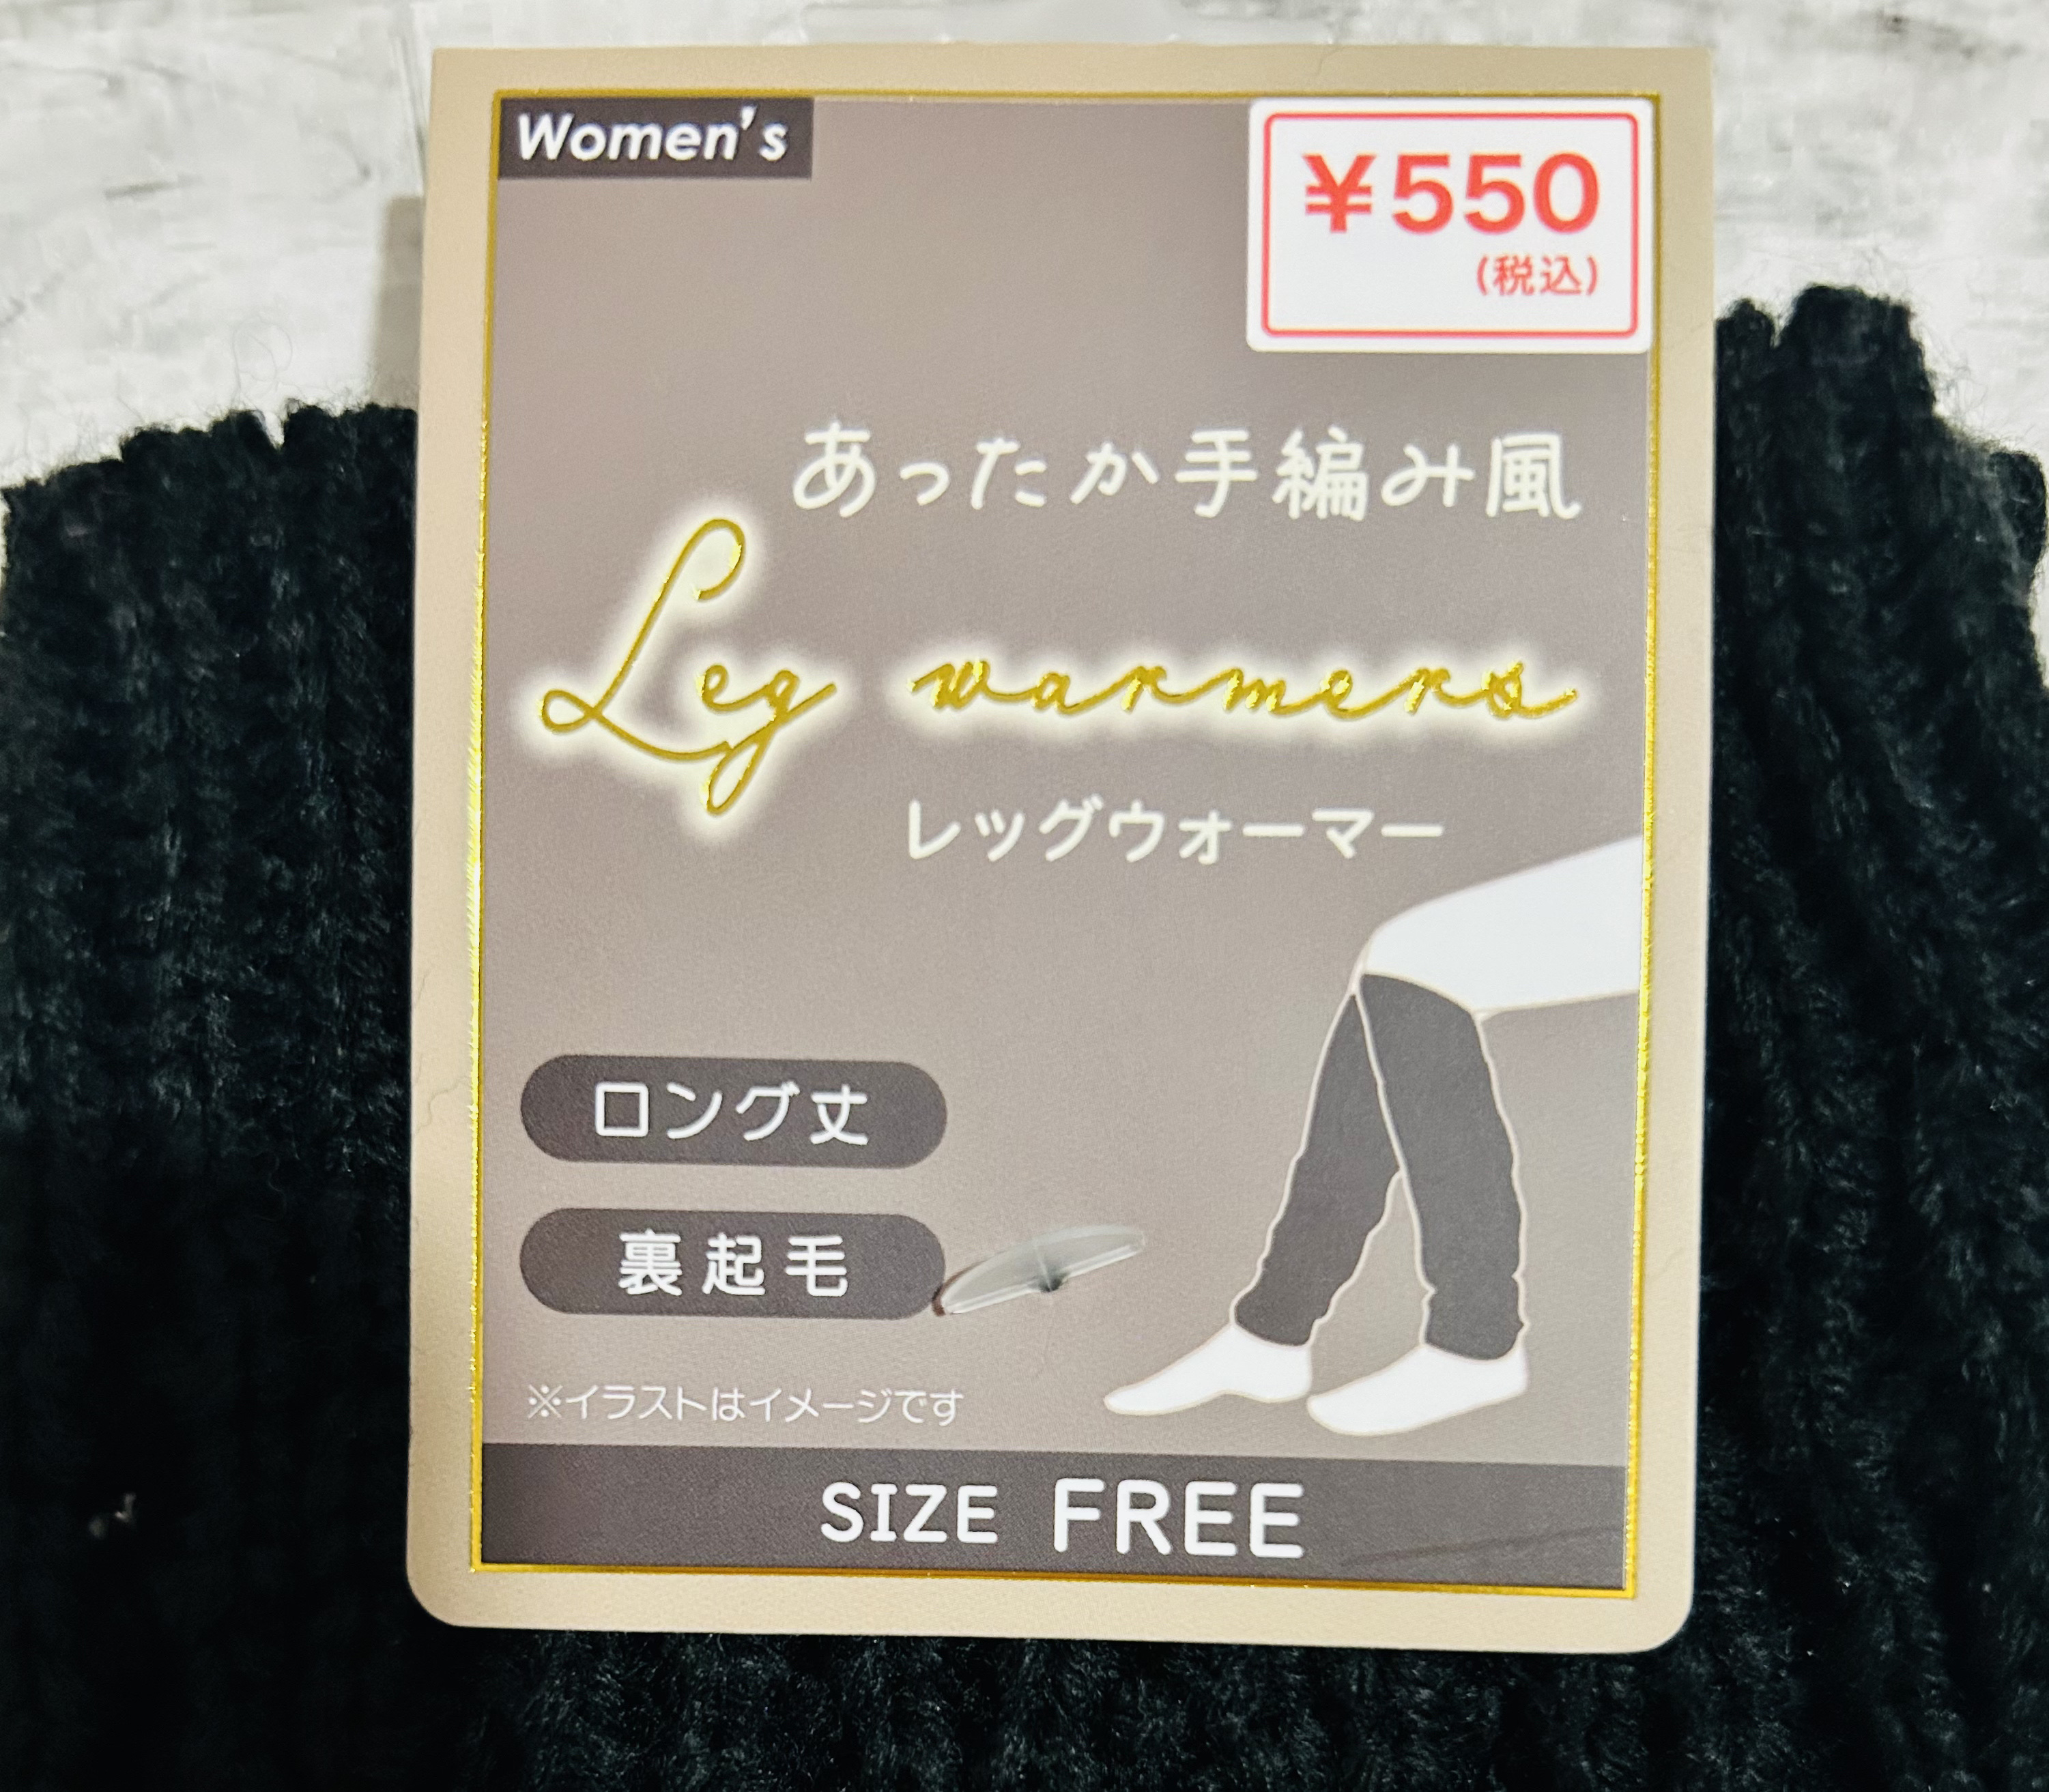 Women's
¥550
(税込)
あったか手編み風
Leg warmers
レッグウォーマー
ロング丈
裏起毛
※イラストはイメージです
SIZE FREE